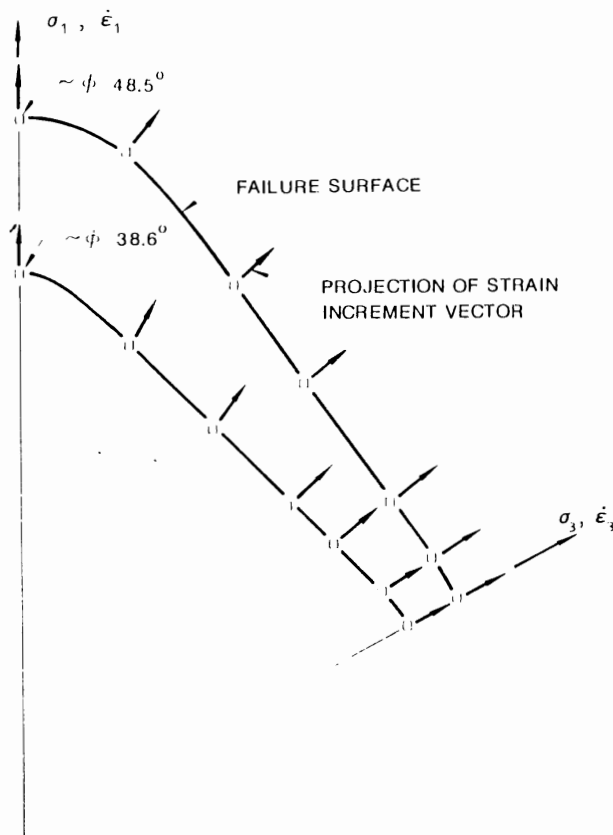 σ₁ , ε̇₁
~ϕ 48.5°
FAILURE SURFACE
~ϕ 38.6°
PROJECTION OF STRAIN
INCREMENT VECTOR
σ₃, ε̇₃